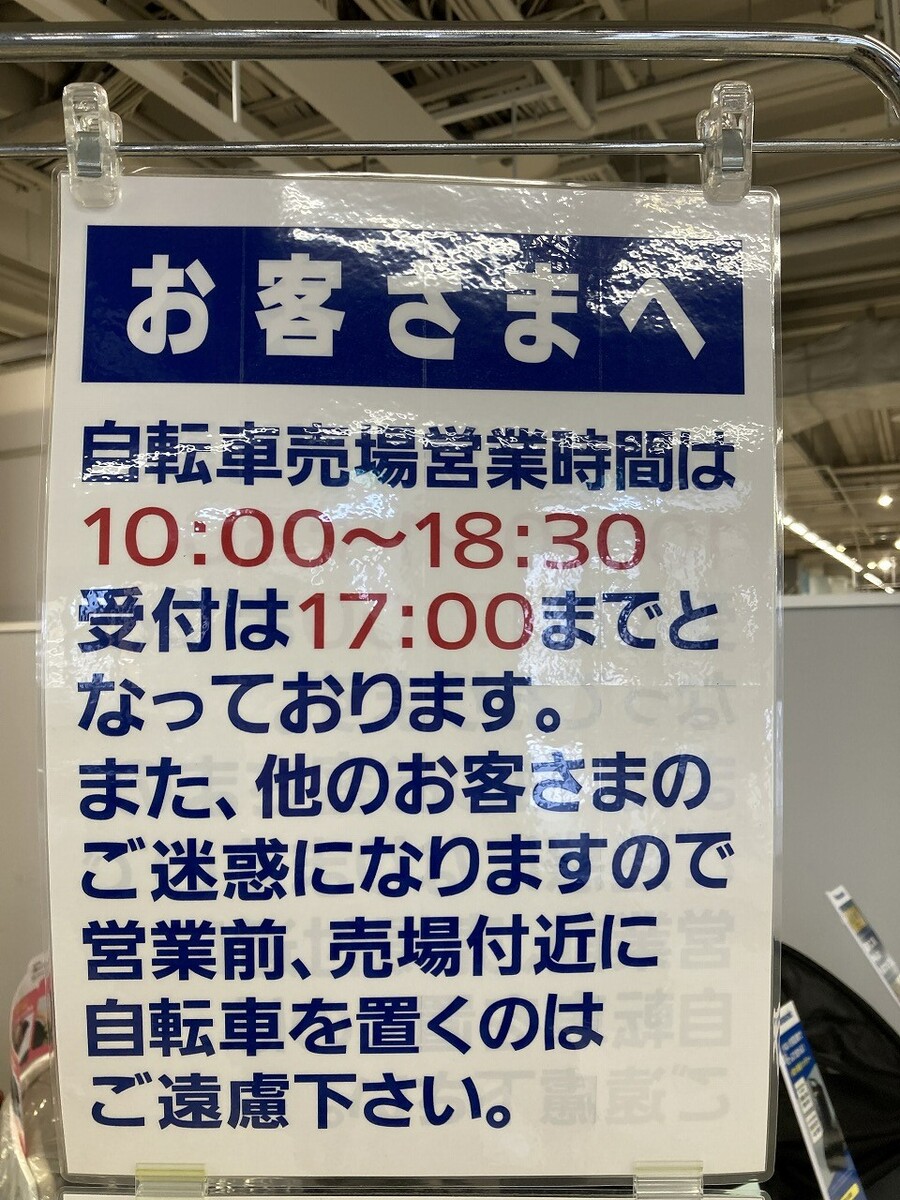 お客さまへ
自転車売場営業時間は
10:00～18:30
受付は17:00までと
なっております。
また、他のお客さまの
ご迷惑になりますので
営業前、売場付近に
自転車を置くのは
ご遠慮下さい。